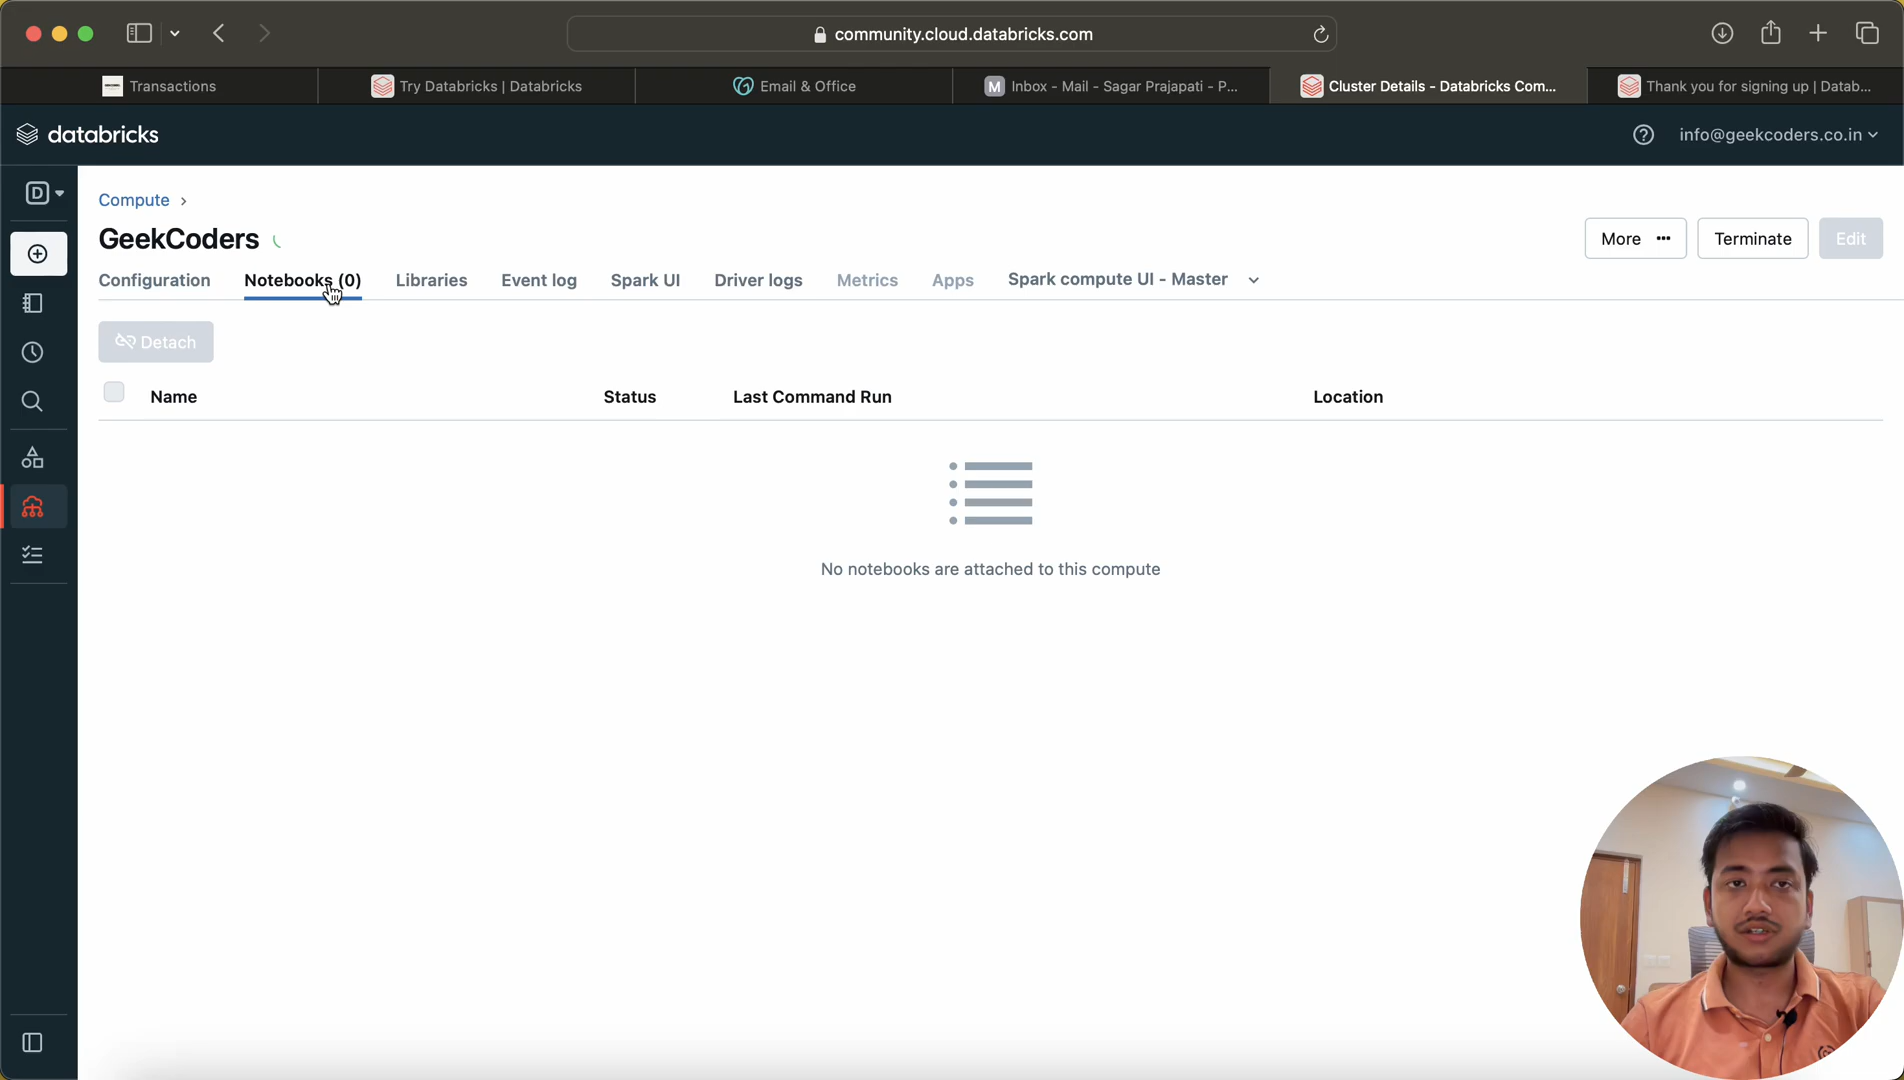 community.cloud.databricks.com
Transactions
Try Databricks | Databricks
Email & Office
M Inbox - Mail - Sagar Prajapati - P...
Cluster Details - Databricks Com...
Thank you for signing up | Datab...
databricks
info@geekcoders.co.in
D
Compute >
GeekCoders
More ...
Terminate
Edit
Configuration
Notebooks (0)
Libraries
Event log
Spark UI
Driver logs
Metrics
Apps
Spark compute UI - Master
Detach
Name
Status
Last Command Run
Location
No notebooks are attached to this compute